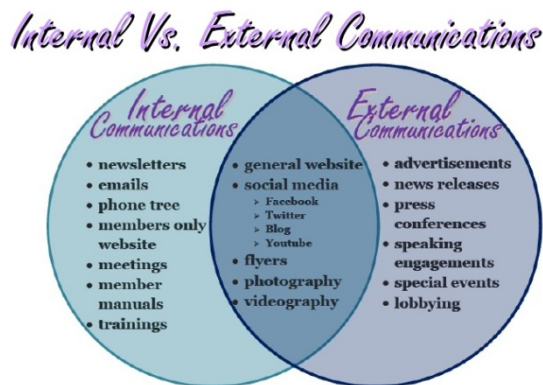 Internal Vs. External Communications
Internal
Communications
• newsletters
• emails
• phone tree
• members only
website
• meetings
• member
manuals
• trainings
• general website
• social media
➢ Facebook
➢ Twitter
➢ Blog
➢ Youtube
• flyers
• photography
• videography
External
Communications
• advertisements
• news releases
• press
conferences
• speaking
engagements
• special events
• lobbying